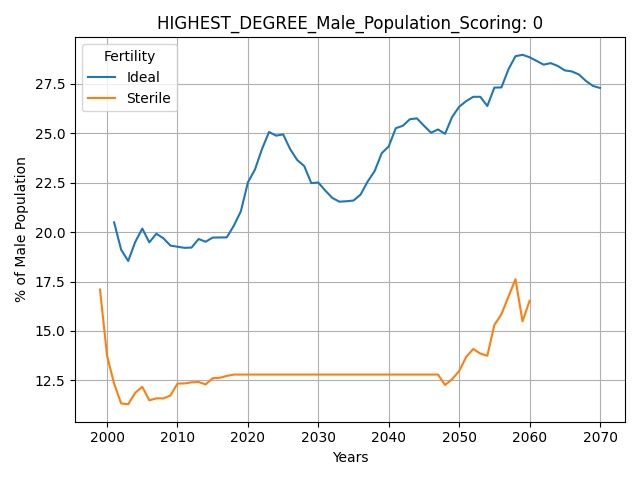 HIGHEST_DEGREE_Male_Population_Scoring: 0
Fertility
Ideal
Sterile
% of Male Population
27.5
25.0
22.5
20.0
17.5
15.0
12.5
2000 2010 2020 2030 2040 2050 2060 2070
Years